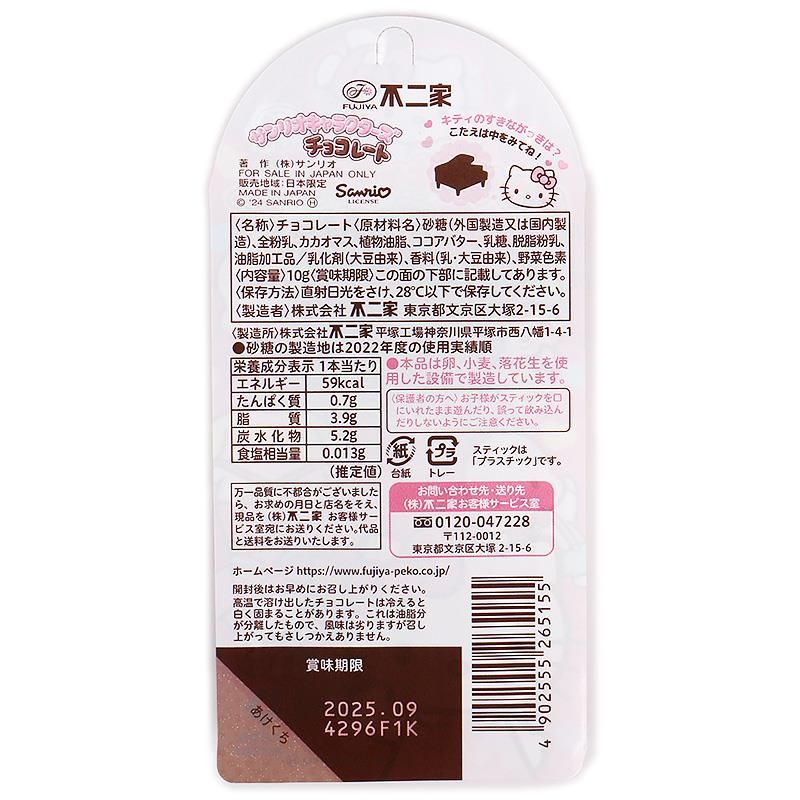 FUJIYA 不二家
サンリオキャラクターズ
チョコレート
キティのすきながっきは?
こたえは中をみてね!
著 作 (株)サンリオ
FOR SALE IN JAPAN ONLY
販売地域:日本限定
MADE IN JAPAN
© '24 SANRIO Ⓗ
Sanrio
LICENSE
〈名称〉チョコレート〈原材料名〉砂糖(外国製造又は国内製
造)、全粉乳、カカオマス、植物油脂、ココアバター、乳糖、脱脂粉乳、
油脂加工品/乳化剤(大豆由来)、香料(乳・大豆由来)、野菜色素
〈内容量〉10g〈賞味期限〉この面の下部に記載してあります。
〈保存方法〉直射日光をさけ、28℃以下で保存してください。
〈製造者〉株式会社 不二家 東京都文京区大塚2-15-6
〈製造所〉株式会社不二家 平塚工場神奈川県平塚市西八幡1-4-1
●砂糖の製造地は2022年度の使用実績順
栄養成分表示 1本当たり
エネルギー 59kcal
たんぱく質 0.7g
脂 質 3.9g
炭水化物 5.2g
食塩相当量 0.013g
(推定値)
●本品は卵、小麦、落花生を使
用した設備で製造しています。
〈保護者の方へ〉お子様がスティックを口
にいれたまま遊んだり、誤って飲み込ん
だりしないようにご注意ください。
紙
台紙
プラ
トレー
スティックは
「プラスチック」です。
万一品質に不都合がございました
ら、お求めの月日と店名をそえ、
現品を(株)不二家 お客様サー
ビス室宛にお送りください。代品
と送料をお送りいたします。
お問い合わせ先・送り先
(株)不二家お客様サービス室
0120-047228
〒112-0012
東京都文京区大塚 2-15-6
ホームページ https://www.fujiya-peko.co.jp/
開封後はお早めにお召し上がりください。
高温で溶け出したチョコレートは冷えると
白く固まることがあります。これは油脂分
が分離したもので、風味は劣りますが召し
上がってもさしつかえありません。
賞味期限
2025.09
4296F1K
あけくち
4 902555 265155